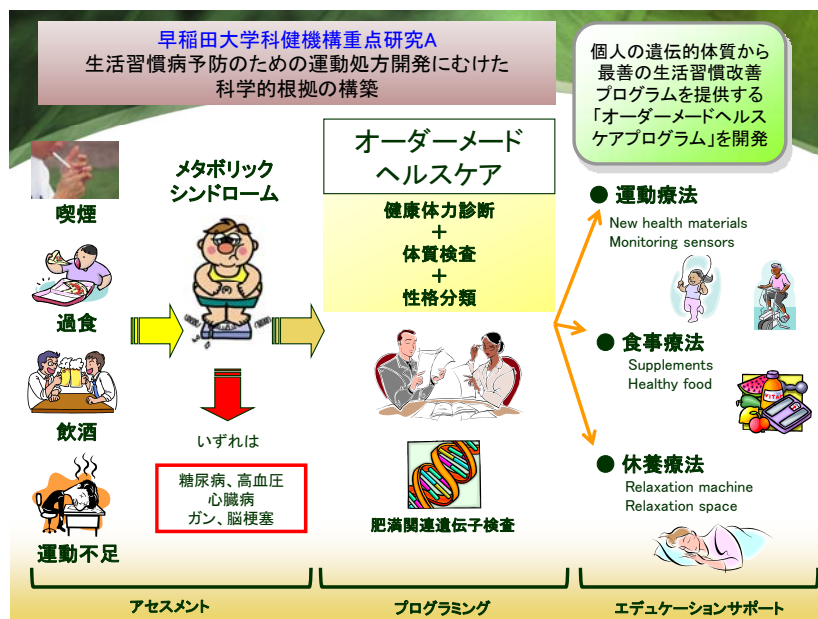 早稲田大学科健機構重点研究A
生活習慣病予防のための運動処方開発にむけた
科学的根拠の構築
個人の遺伝的体質から
最善の生活習慣改善
プログラムを提供する
「オーダーメードヘルス
ケアプログラム」を開発
喫煙
過食
飲酒
運動不足
メタボリック
シンドローム
いずれは
糖尿病、高血圧
心臓病
ガン、脳梗塞
オーダーメード
ヘルスケア
健康体力診断
+
体質検査
+
性格分類
肥満関連遺伝子検査
● 運動療法
New health materials
Monitoring sensors
● 食事療法
Supplements
Healthy food
● 休養療法
Relaxation machine
Relaxation space
アセスメント
プログラミング
エデュケーションサポート